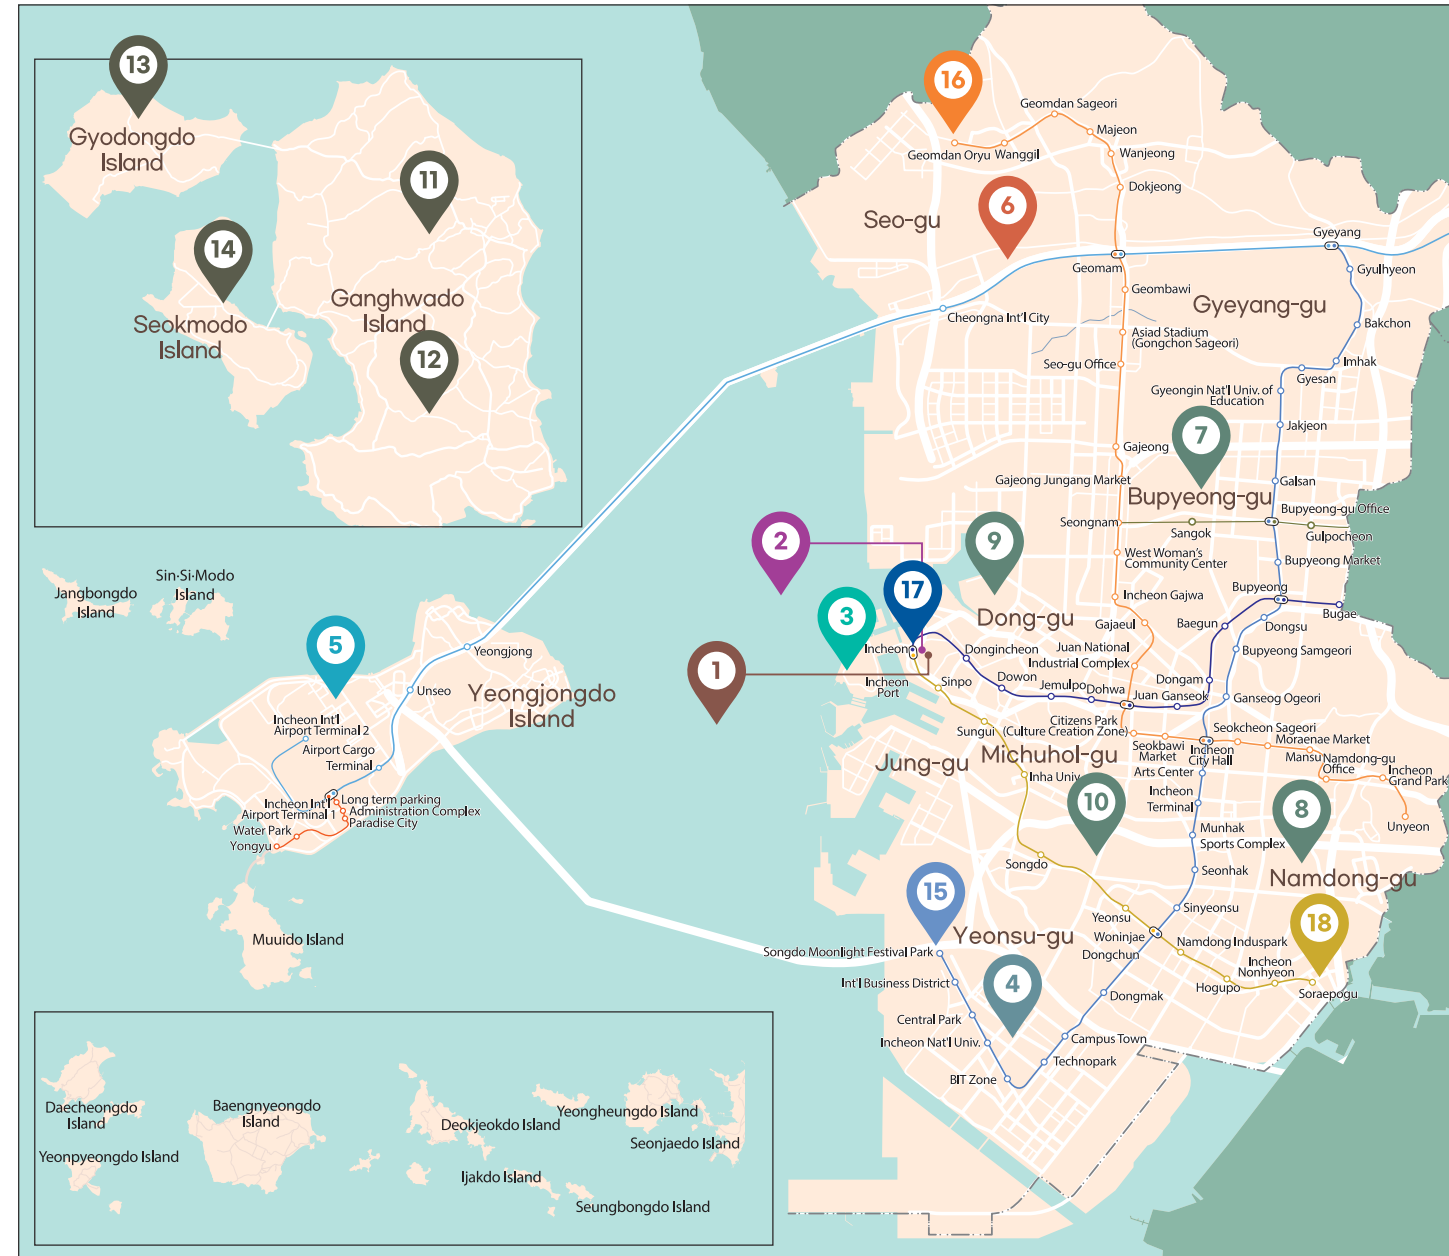 13
Gyodongdo
Island
11
14
Ganghwado
Island
Seokmodo
Island
12
16
Geomdan Sageori
Majeon
Geomdan Oryu
Wanggil
Wanjeong
Dokjeong
6
Seo-gu
Gyeyang
Geomam
Gyulhyeon
Geombawi
Gyeyang-gu
Cheongna Int'l City
Bakchon
Asiad Stadium
(Gongchon Sageori)
Seo-gu Office
Imhak
Gyesan
Gyeongin Nat'l Univ. of
Education
Jakjeon
7
Gajeong
Gajeong Jungang Market
Galsan
Bupyeong-gu
Bupyeong-gu Office
Seongnam
Sangok
Gulpocheon
2
9
West Woman's
Community Center
Bupyeong Market
Bupyeong
17
Incheon Gajwa
Bugae
3
Dong-gu
Gajaeul
Baegun
Dongsu
Incheon
Dongincheon
Juan National
Industrial Complex
Bupyeong Samgeori
1
Incheon
Port
Sinpo
Dowon
Jemulpo
Dohwa
Juan
Ganseok
Dongam
Ganseog Ogeori
Sungui
Citizens Park
(Culture Creation Zone)
Seokbawi
Market
Incheon
City Hall
Seokcheon Sageori
Moraenae Market
Mansu
Namdong-gu
Office
Incheon
Grand Park
Unyeon
Jung-gu
Michuhol-gu
Inha Univ.
Arts Center
Incheon
Terminal
10
8
Munhak
Sports Complex
Songdo
Seonhak
Namdong-gu
15
Yeonsu
Sinyeonsu
18
Yeonsu-gu
Woninjae
Songdo Moonlight Festival Park
Dongchun
Namdong Induspark
Incheon
Nonhyeon
Int'l Business District
4
Hogupo
Soraepogu
Dongmak
Central Park
Incheon Nat'l Univ.
Campus Town
Technopark
BIT Zone
Jangbongdo
Island
Sin·Si·Modo
Island
5
Yeongjong
Unseo
Yeongjongdo
Island
Incheon Int'l
Airport Terminal 2
Airport Cargo
Terminal
Incheon Int'l
Airport Terminal 1
Long term parking
Administration Complex
Paradise City
Water Park
Yongyu
Muuido Island
Daecheongdo
Island
Baengnyeongdo
Island
Yeonpyeongdo Island
Deokjeokdo Island
Yeongheungdo Island
Seonjaedo Island
Ijakdo Island
Seungbongdo Island